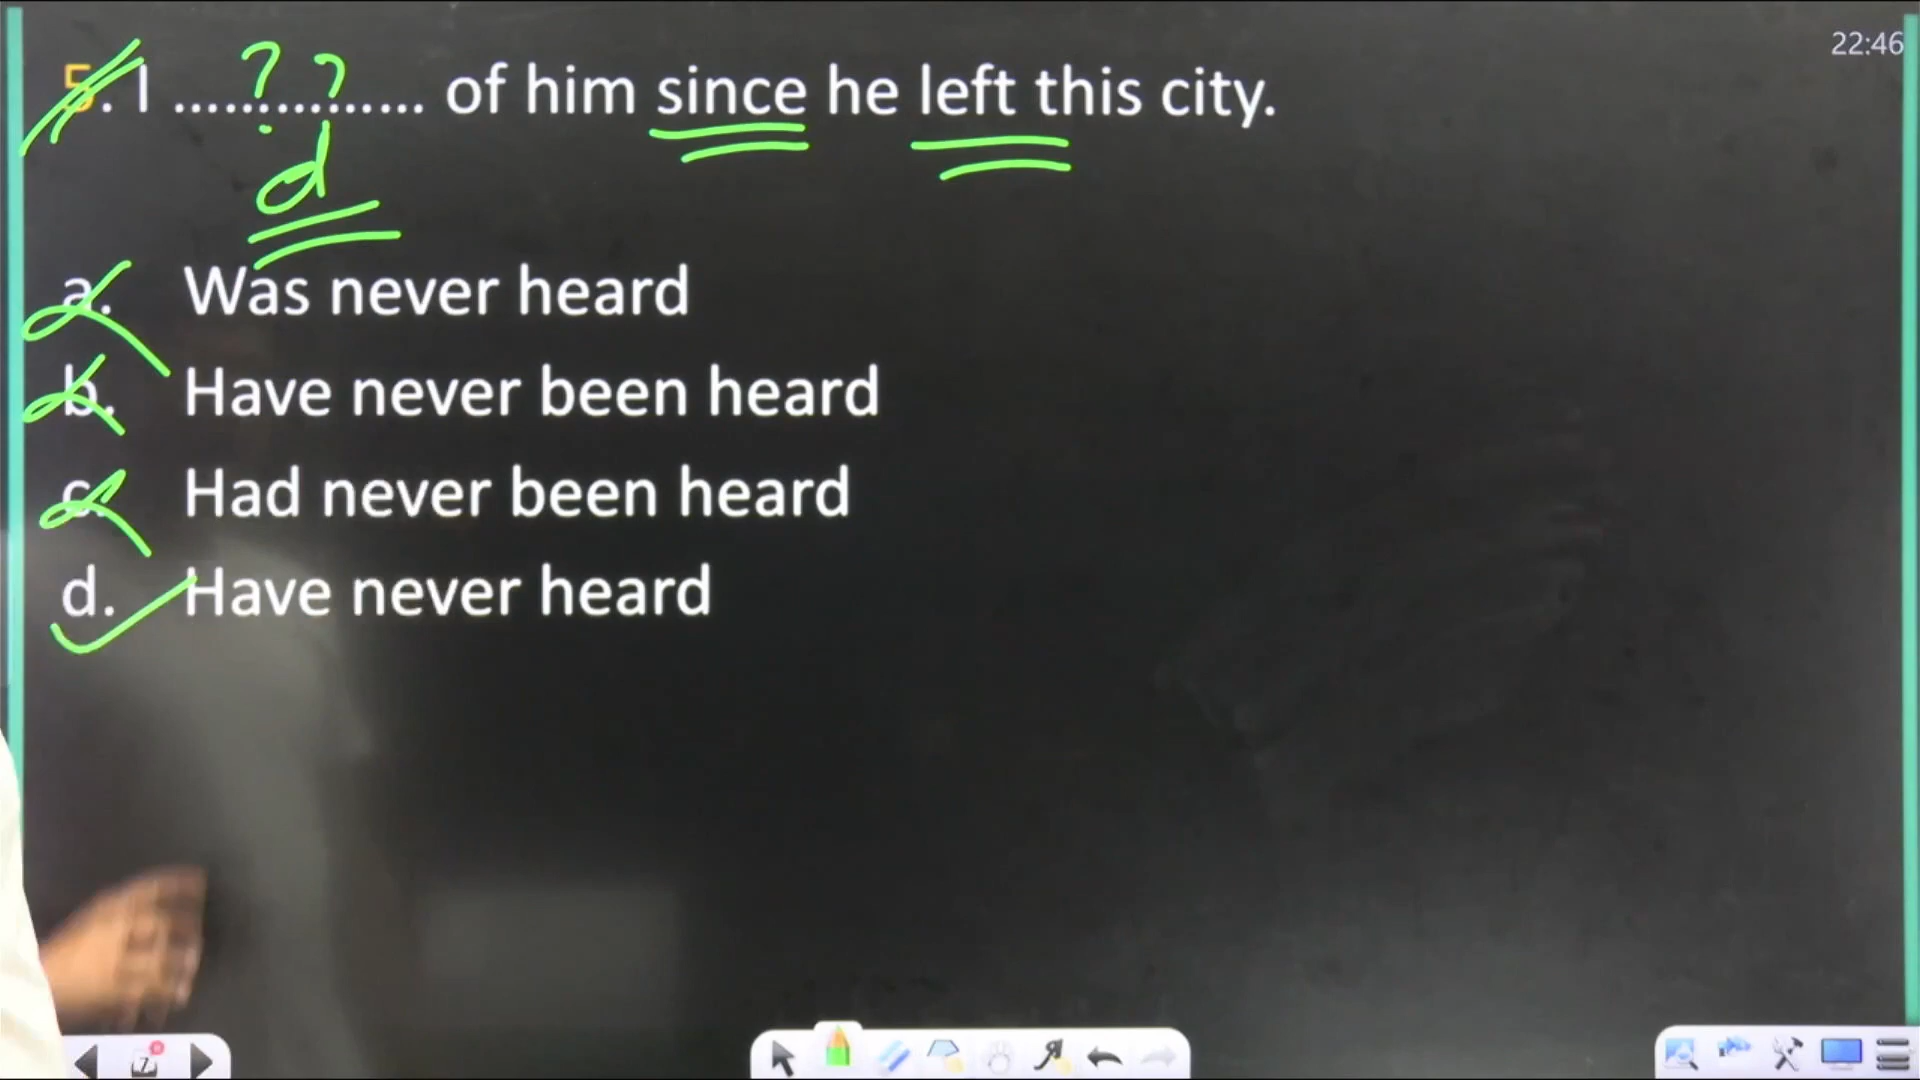 22:46
5. I .................. of him since he left this city.
? ?
d
a. Was never heard
b. Have never been heard
c. Had never been heard
d. Have never heard
7